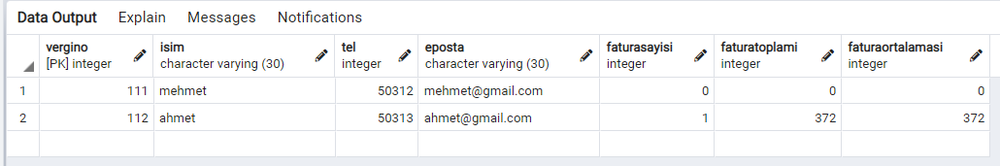 Data Output Explain Messages Notifications
vergino isim tel eposta faturasayisi faturatoplami faturaortalamasi
[PK] integer character varying (30) integer character varying (30) integer integer integer
1 111 mehmet 50312 mehmet@gmail.com 0 0 0
2 112 ahmet 50313 ahmet@gmail.com 1 372 372